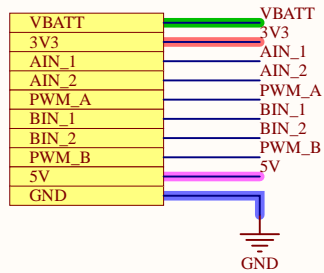 VBATT VBATT
3V3 3V3
AIN_1 AIN_1
AIN_2 AIN_2
PWM_A PWM_A
BIN_1 BIN_1
BIN_2 BIN_2
PWM_B PWM_B
5V 5V
GND
GND